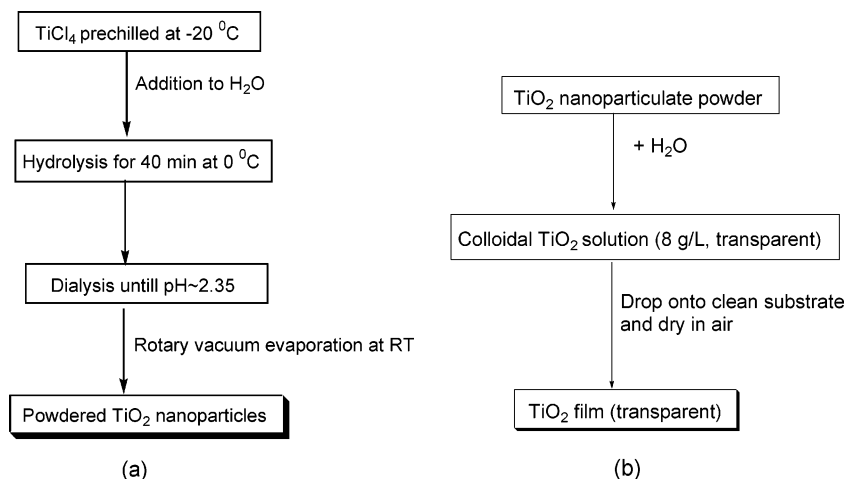 TiCl₄ prechilled at -20 ⁰C
Addition to H₂O
Hydrolysis for 40 min at 0 ⁰C
Dialysis untill pH~2.35
Rotary vacuum evaporation at RT
Powdered TiO₂ nanoparticles
(a)
TiO₂ nanoparticulate powder
+ H₂O
Colloidal TiO₂ solution (8 g/L, transparent)
Drop onto clean substrate
and dry in air
TiO₂ film (transparent)
(b)